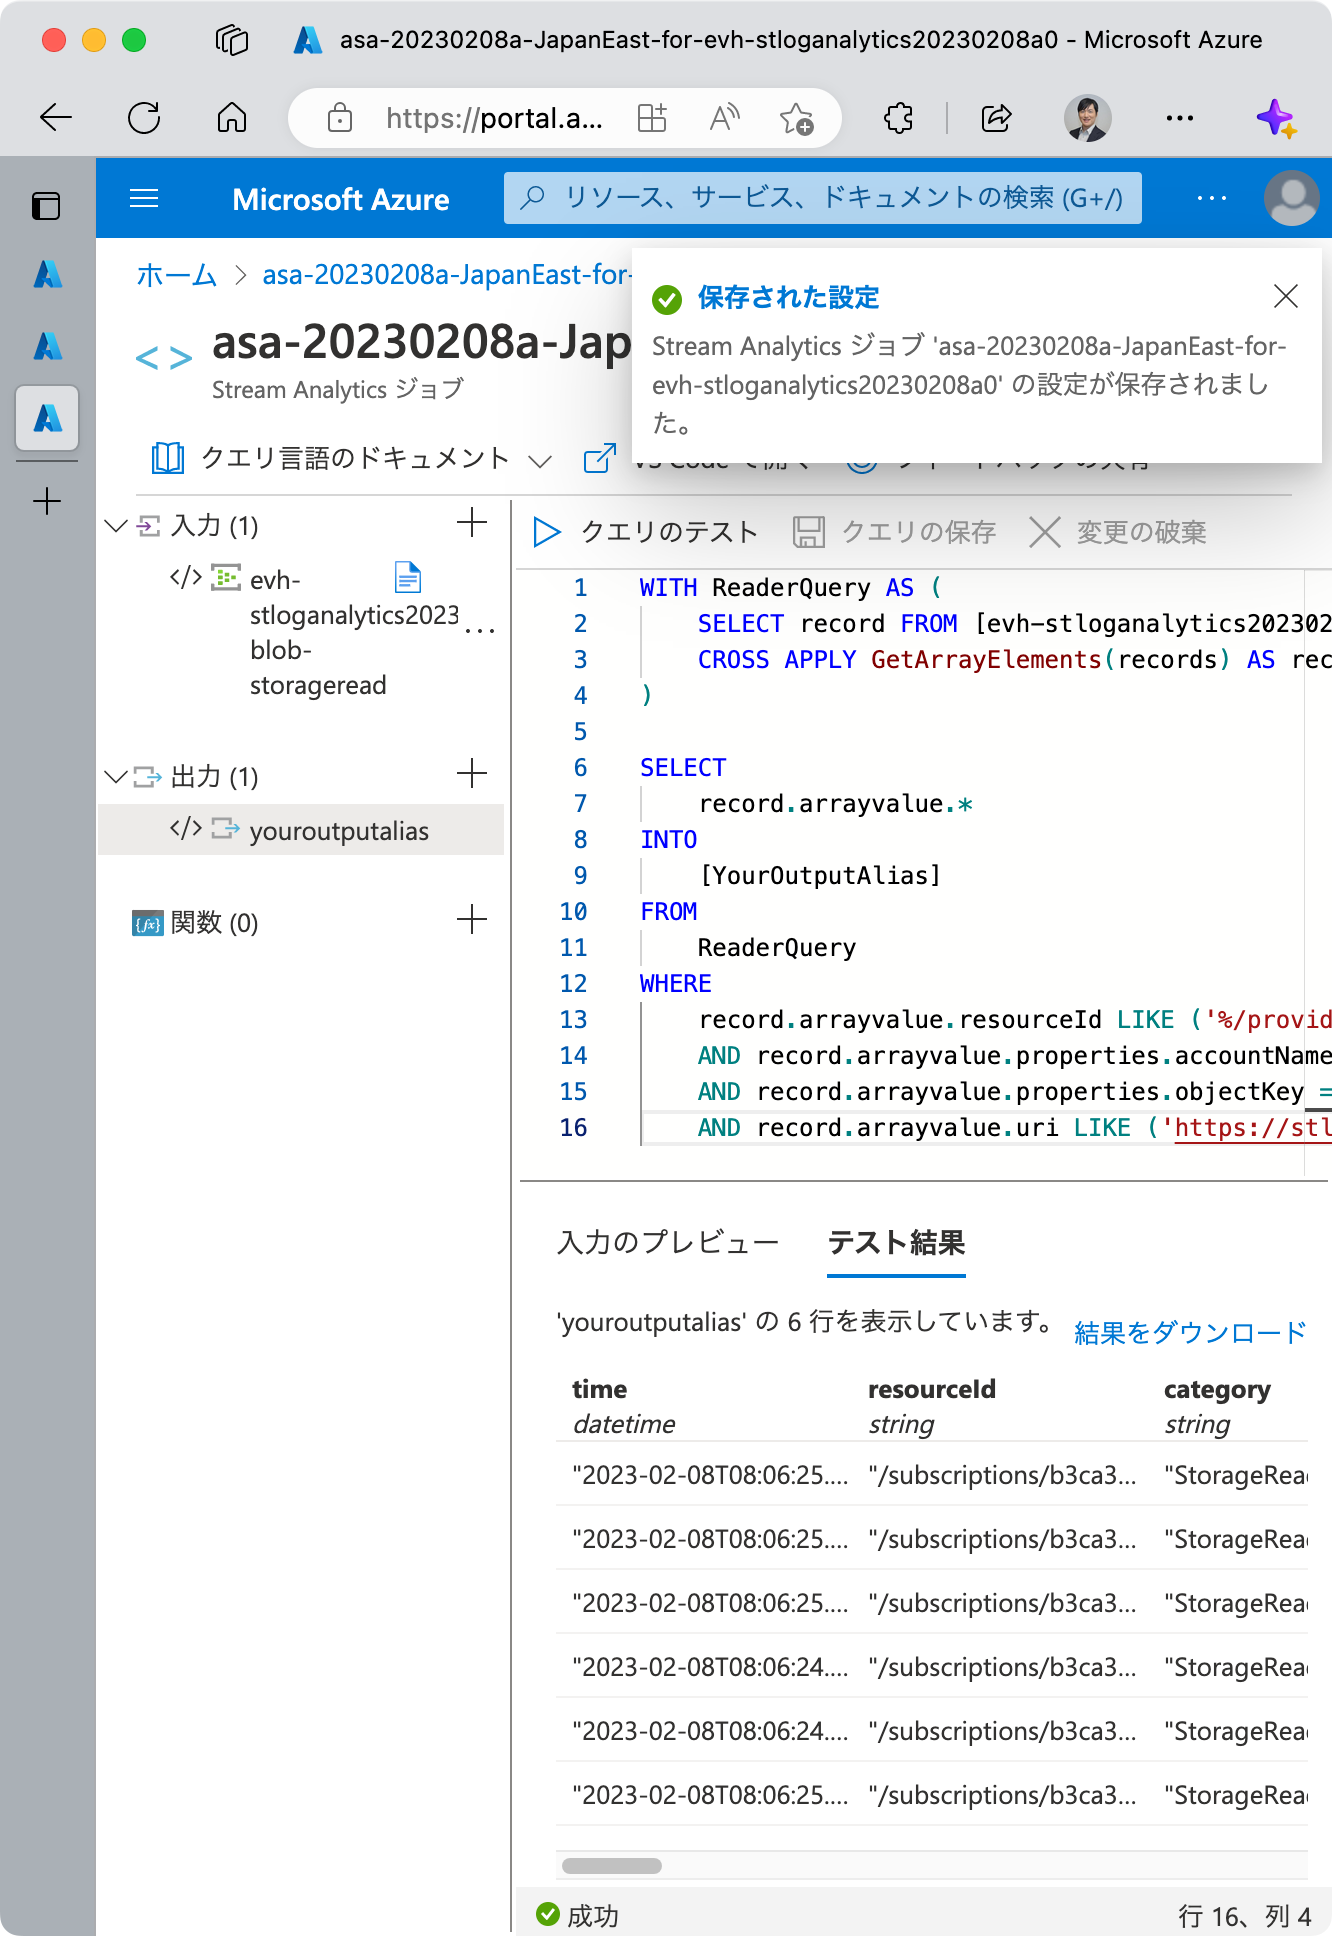 asa-20230208a-JapanEast-for-evh-stloganalytics20230208a0 - Microsoft Azure
https://portal.a...
Microsoft Azure
リソース、サービス、ドキュメントの検索 (G+/)
ホーム > asa-20230208a-JapanEast-for-
asa-20230208a-Jap
Stream Analytics ジョブ
保存された設定
Stream Analytics ジョブ 'asa-20230208a-JapanEast-for-
evh-stloganalytics20230208a0' の設定が保存されまし
た。
クエリ言語のドキュメント
入力 (1)
evh-
stloganalytics2023
blob-
storageread
...
出力 (1)
youroutputalias
関数 (0)
クエリのテスト
クエリの保存
変更の破棄
1 WITH ReaderQuery AS (
2 SELECT record FROM [evh-stloganalytics202302
3 CROSS APPLY GetArrayElements(records) AS rec
4 )
5
6 SELECT
7 record.arrayvalue.*
8 INTO
9 [YourOutputAlias]
10 FROM
11 ReaderQuery
12 WHERE
13 record.arrayvalue.resourceId LIKE ('%/provid
14 AND record.arrayvalue.properties.accountName
15 AND record.arrayvalue.properties.objectKey =
16 AND record.arrayvalue.uri LIKE ('https://stl
入力のプレビュー テスト結果
'youroutputalias' の 6 行を表示しています。 結果をダウンロード
time resourceId category
datetime string string
"2023-02-08T08:06:25.... "/subscriptions/b3ca3... "StorageRea
"2023-02-08T08:06:25.... "/subscriptions/b3ca3... "StorageRea
"2023-02-08T08:06:25.... "/subscriptions/b3ca3... "StorageRea
"2023-02-08T08:06:24.... "/subscriptions/b3ca3... "StorageRea
"2023-02-08T08:06:24.... "/subscriptions/b3ca3... "StorageRea
"2023-02-08T08:06:25.... "/subscriptions/b3ca3... "StorageRea
成功
行 16、列 4